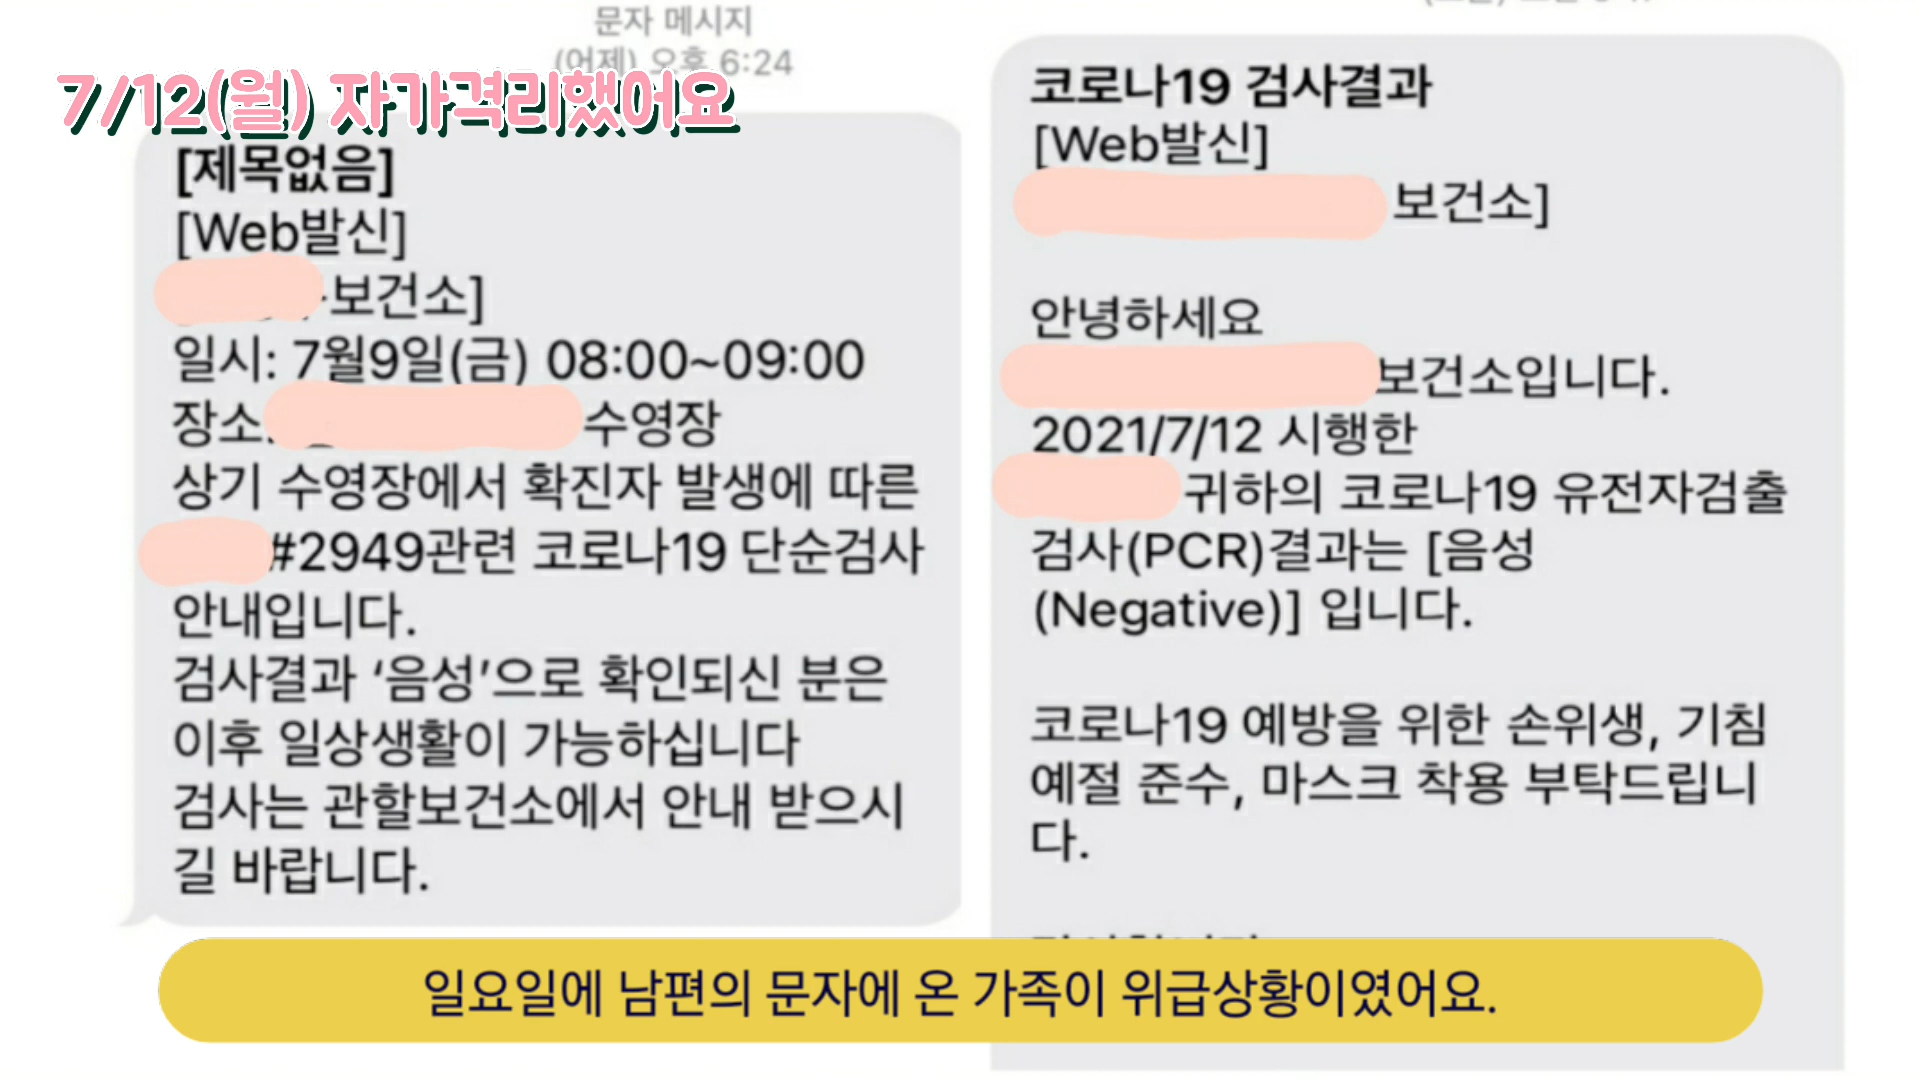 문자 메시지
(어제) 오후 6:24
7/12(월) 자가격리했어요
[제목없음]
[Web발신]
보건소]
일시: 7월9일(금) 08:00~09:00
장소 수영장
상기 수영장에서 확진자 발생에 따른
#2949관련 코로나19 단순검사
안내입니다.
검사결과 ‘음성’으로 확인되신 분은
이후 일상생활이 가능하십니다
검사는 관할보건소에서 안내 받으시
길 바랍니다.
코로나19 검사결과
[Web발신]
보건소]
안녕하세요
보건소입니다.
2021/7/12 시행한
귀하의 코로나19 유전자검출
검사(PCR)결과는 [음성
(Negative)] 입니다.
코로나19 예방을 위한 손위생, 기침
예절 준수, 마스크 착용 부탁드립니
다.
일요일에 남편의 문자에 온 가족이 위급상황이였어요.